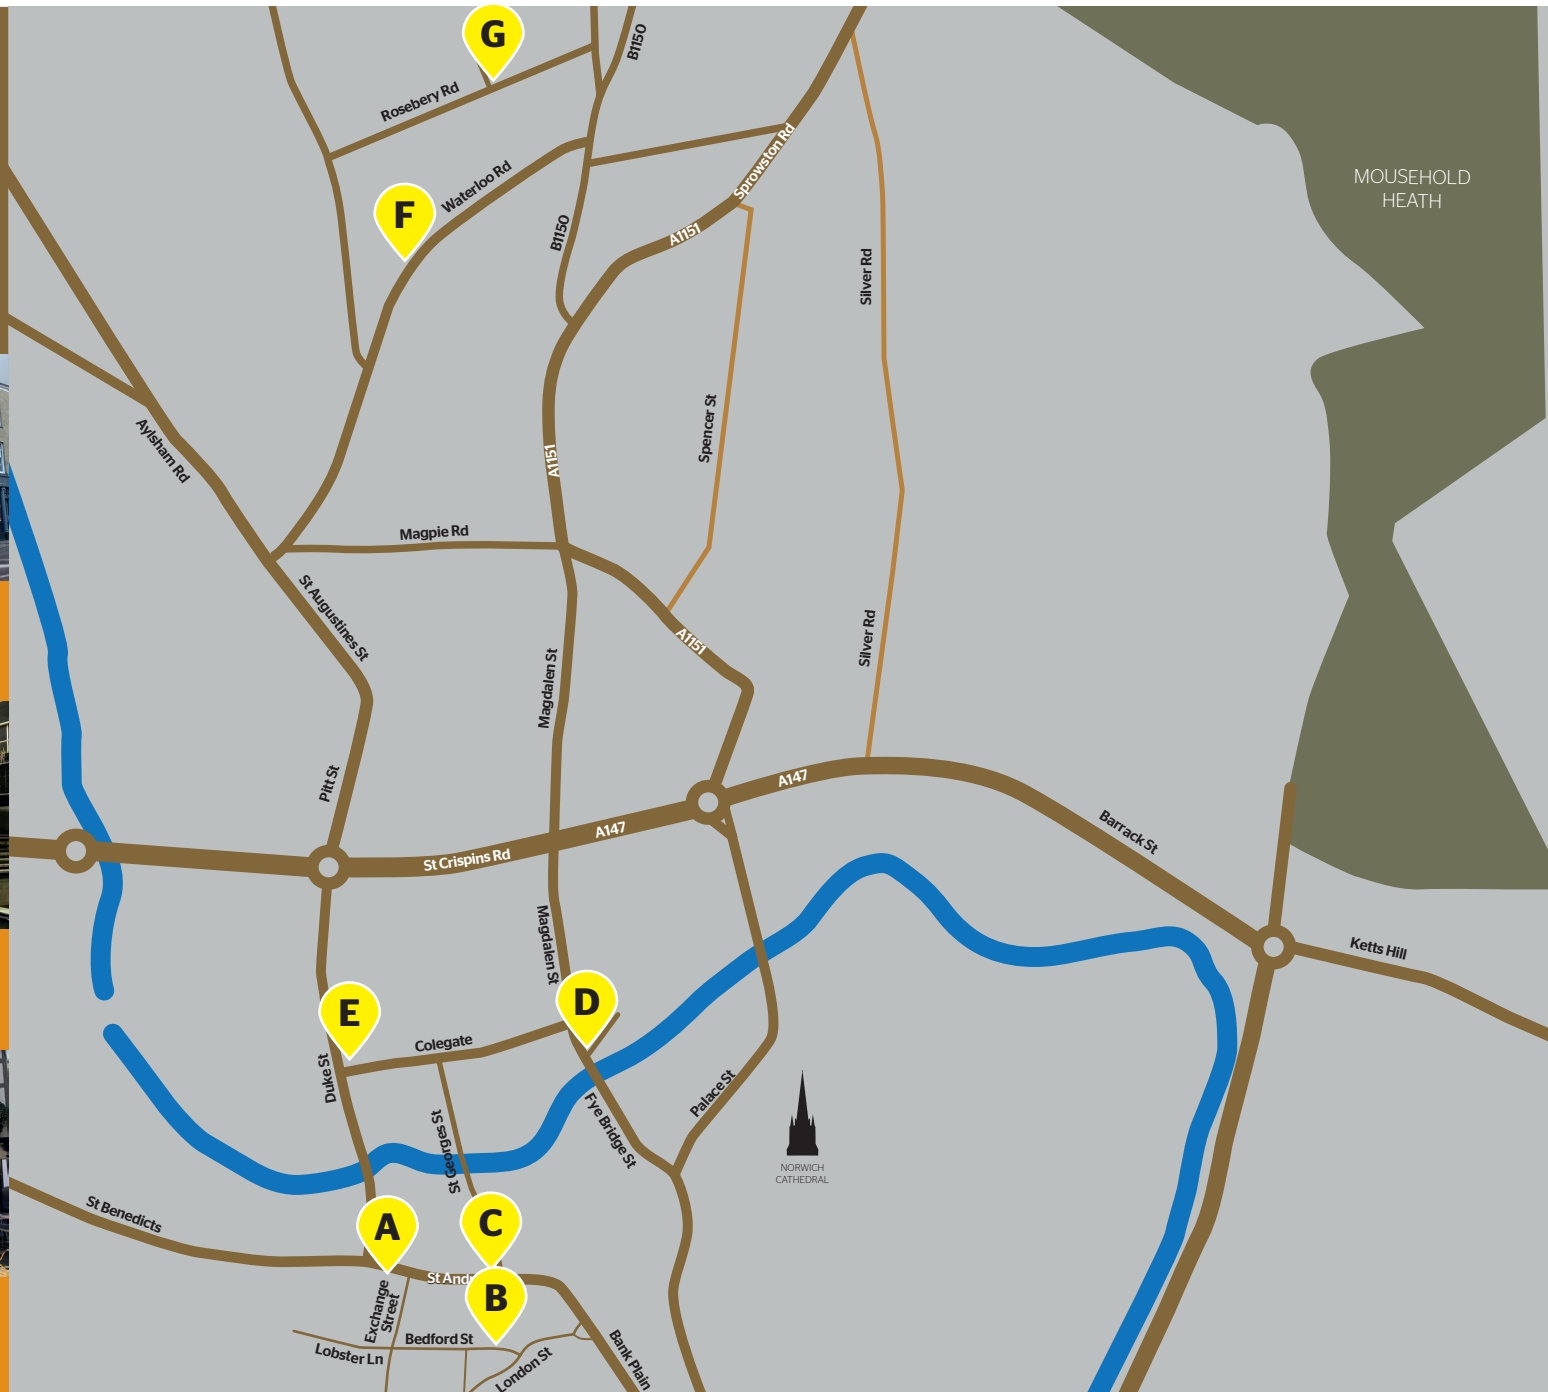 G
B1150
Rosebery Rd
Sprowston Rd
Waterloo Rd
MOUSEHOLD
HEATH
F
B1150
A1151
Silver Rd
Spencer St
Aylsham Rd
A1151
Magpie Rd
St Augustines St
A1151
Silver Rd
Magdalen St
Pitt St
A147
A147
Barrack St
St Crispins Rd
Magdalen St
Ketts Hill
E
D
Colegate
Duke St
Palace St
Fye Bridge St
St Georges St
NORWICH
CATHEDRAL
St Benedicts
A
C
St And
B
Exchange
Street
Bedford St
Lobster Ln
London St
Bank Plain